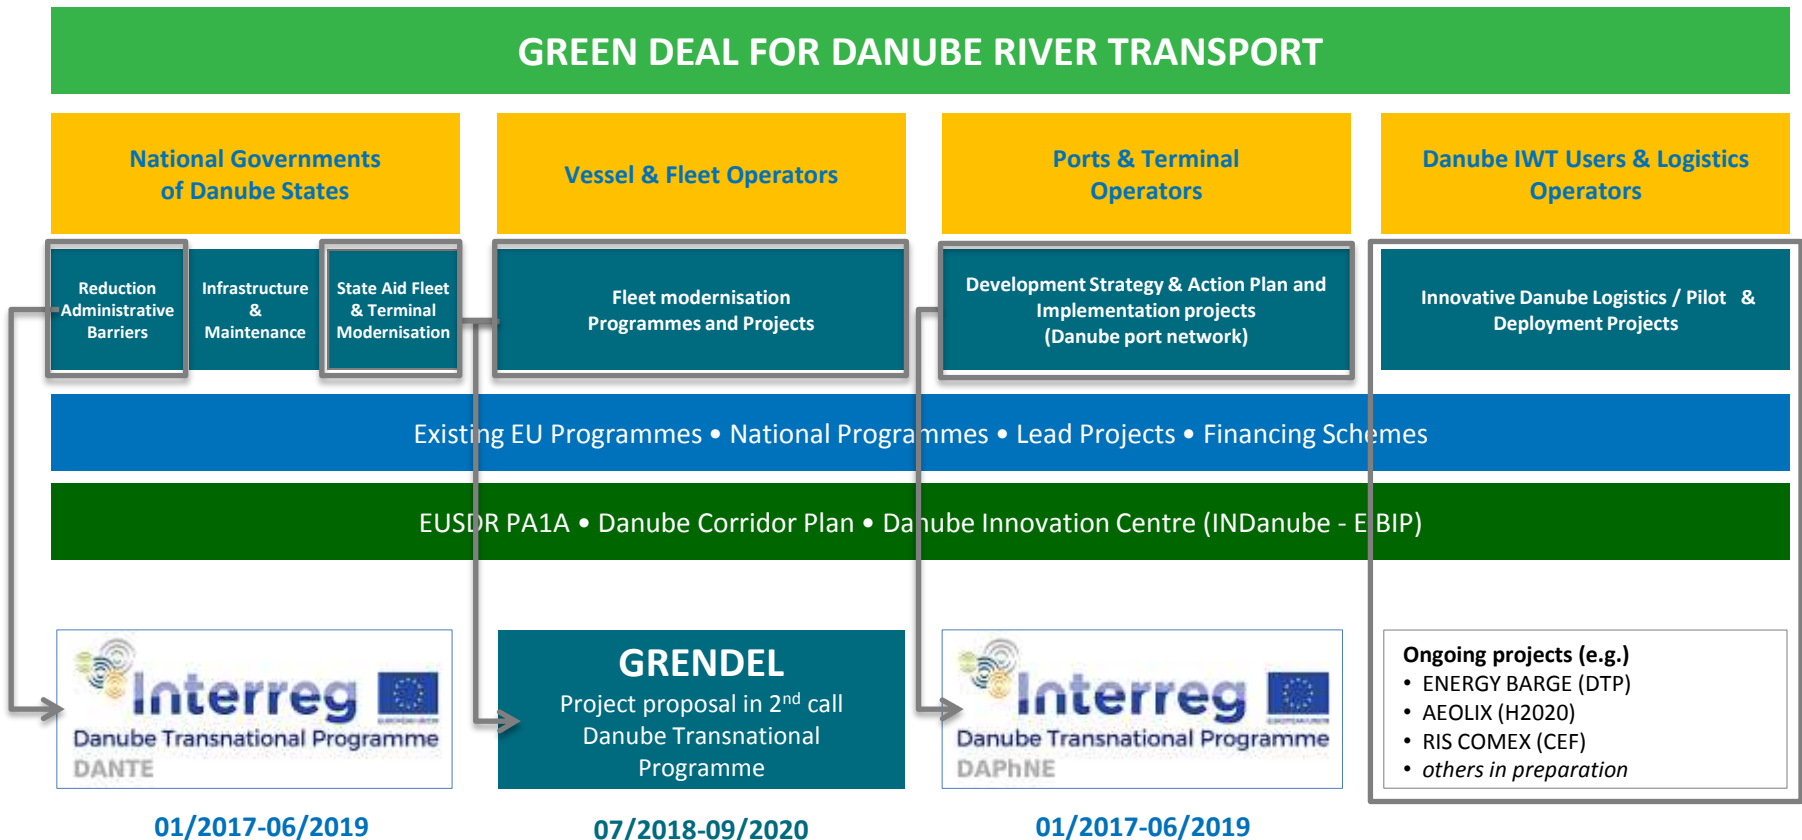 GREEN DEAL FOR DANUBE RIVER TRANSPORT
National Governments
of Danube States
Vessel & Fleet Operators
Ports & Terminal
Operators
Danube IWT Users & Logistics
Operators
Reduction
Administrative
Barriers
Infrastructure
&
Maintenance
State Aid Fleet
& Terminal
Modernisation
Fleet modernisation
Programmes and Projects
Development Strategy & Action Plan and
Implementation projects
(Danube port network)
Innovative Danube Logistics / Pilot &
Deployment Projects
Existing EU Programmes • National Programmes • Lead Projects • Financing Schemes
EUSDR PA1A • Danube Corridor Plan • Danube Innovation Centre (INDanube - EIBIP)
Interreg
EUROPEAN UNION
Danube Transnational Programme
DANTE
01/2017-06/2019
GRENDEL
Project proposal in 2nd call
Danube Transnational
Programme
07/2018-09/2020
Interreg
EUROPEAN UNION
Danube Transnational Programme
DAPhNE
01/2017-06/2019
Ongoing projects (e.g.)
• ENERGY BARGE (DTP)
• AEOLIX (H2020)
• RIS COMEX (CEF)
• others in preparation